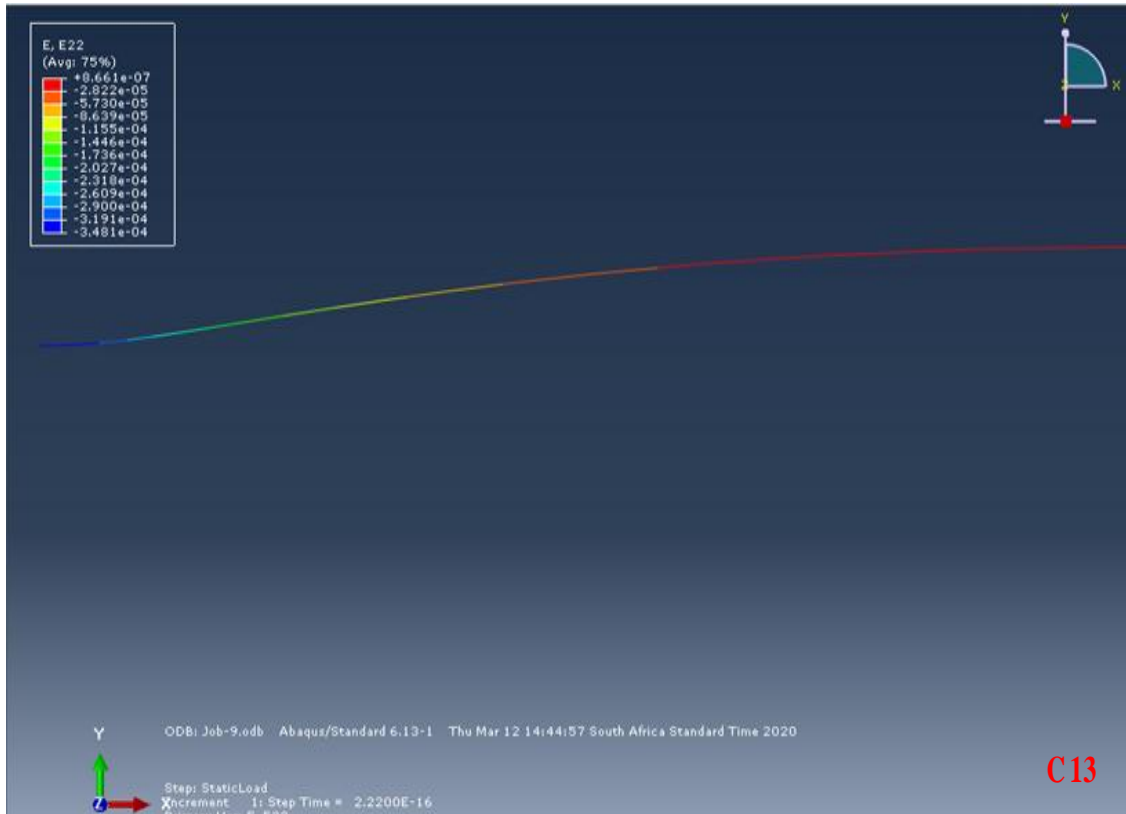 E, E22
(Avg: 75%)
+8.661e-07
-2.822e-05
-5.730e-05
-8.639e-05
-1.155e-04
-1.446e-04
-1.736e-04
-2.027e-04
-2.318e-04
-2.609e-04
-2.900e-04
-3.191e-04
-3.481e-04
Y
Z X
Y
ODB: Job-9.odb Abaqus/Standard 6.13-1 Thu Mar 12 14:44:57 South Africa Standard Time 2020
C13
Step: StaticLoad
Z X
Increment 1: Step Time = 2.2200E-16